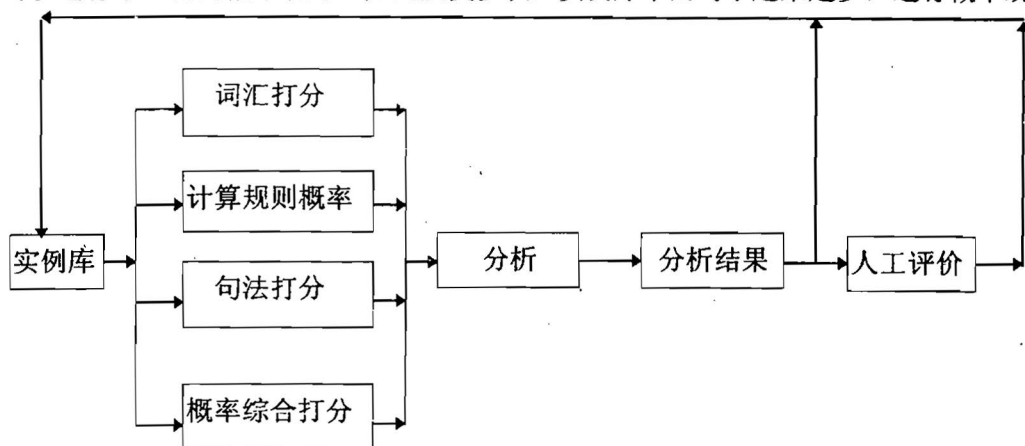 词汇打分
计算规则概率
实例库
句法打分
概率综合打分
分析
分析结果
人工评价